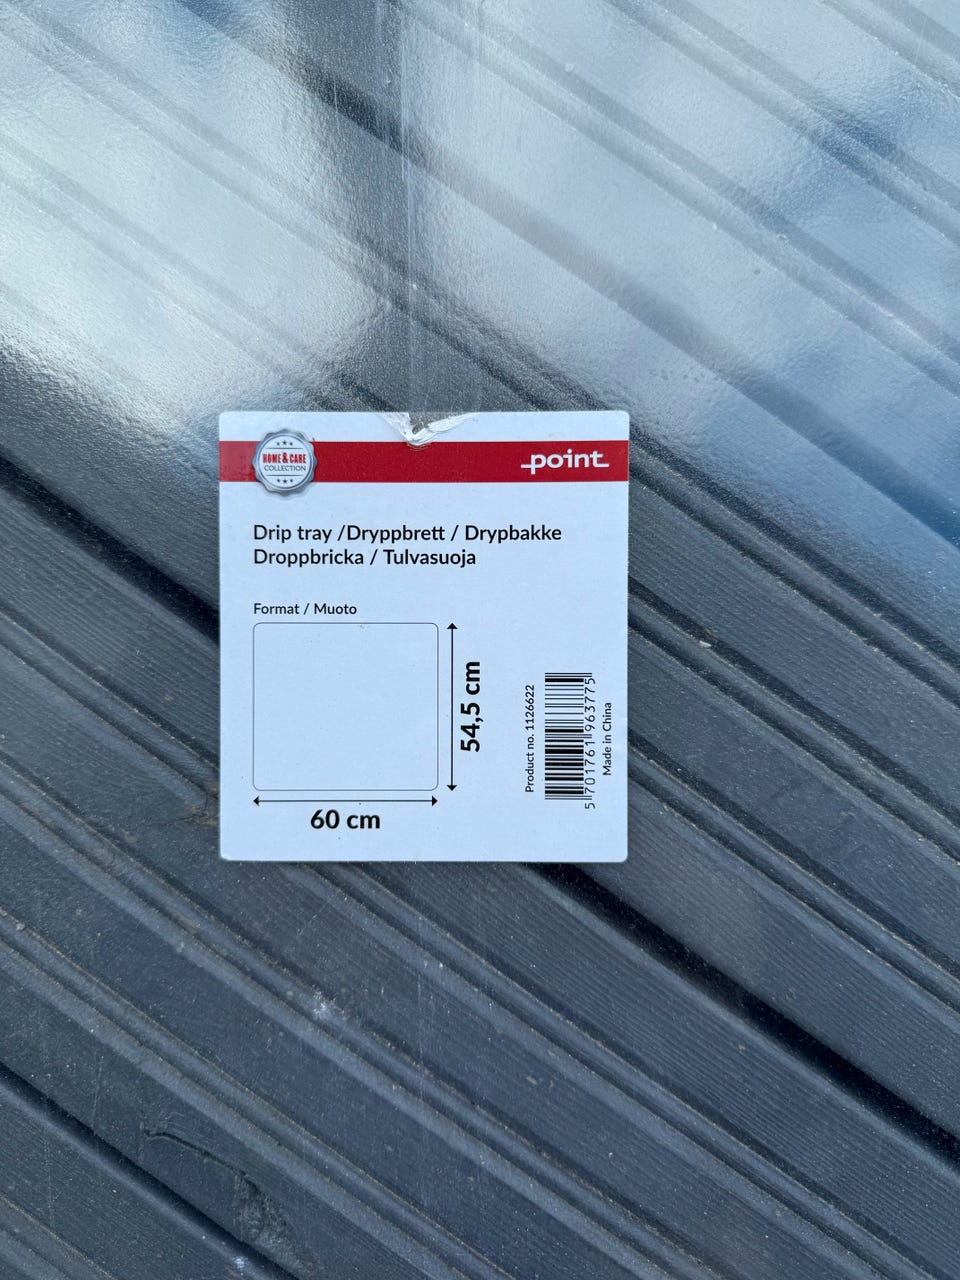 HOME & CARE
COLLECTION
point
Drip tray /Dryppbrett / Drypbakke
Droppbricka / Tulvasuoja
Format / Muoto
54,5 cm
60 cm
Product no. 1126622
5 701761 963775
Made in China